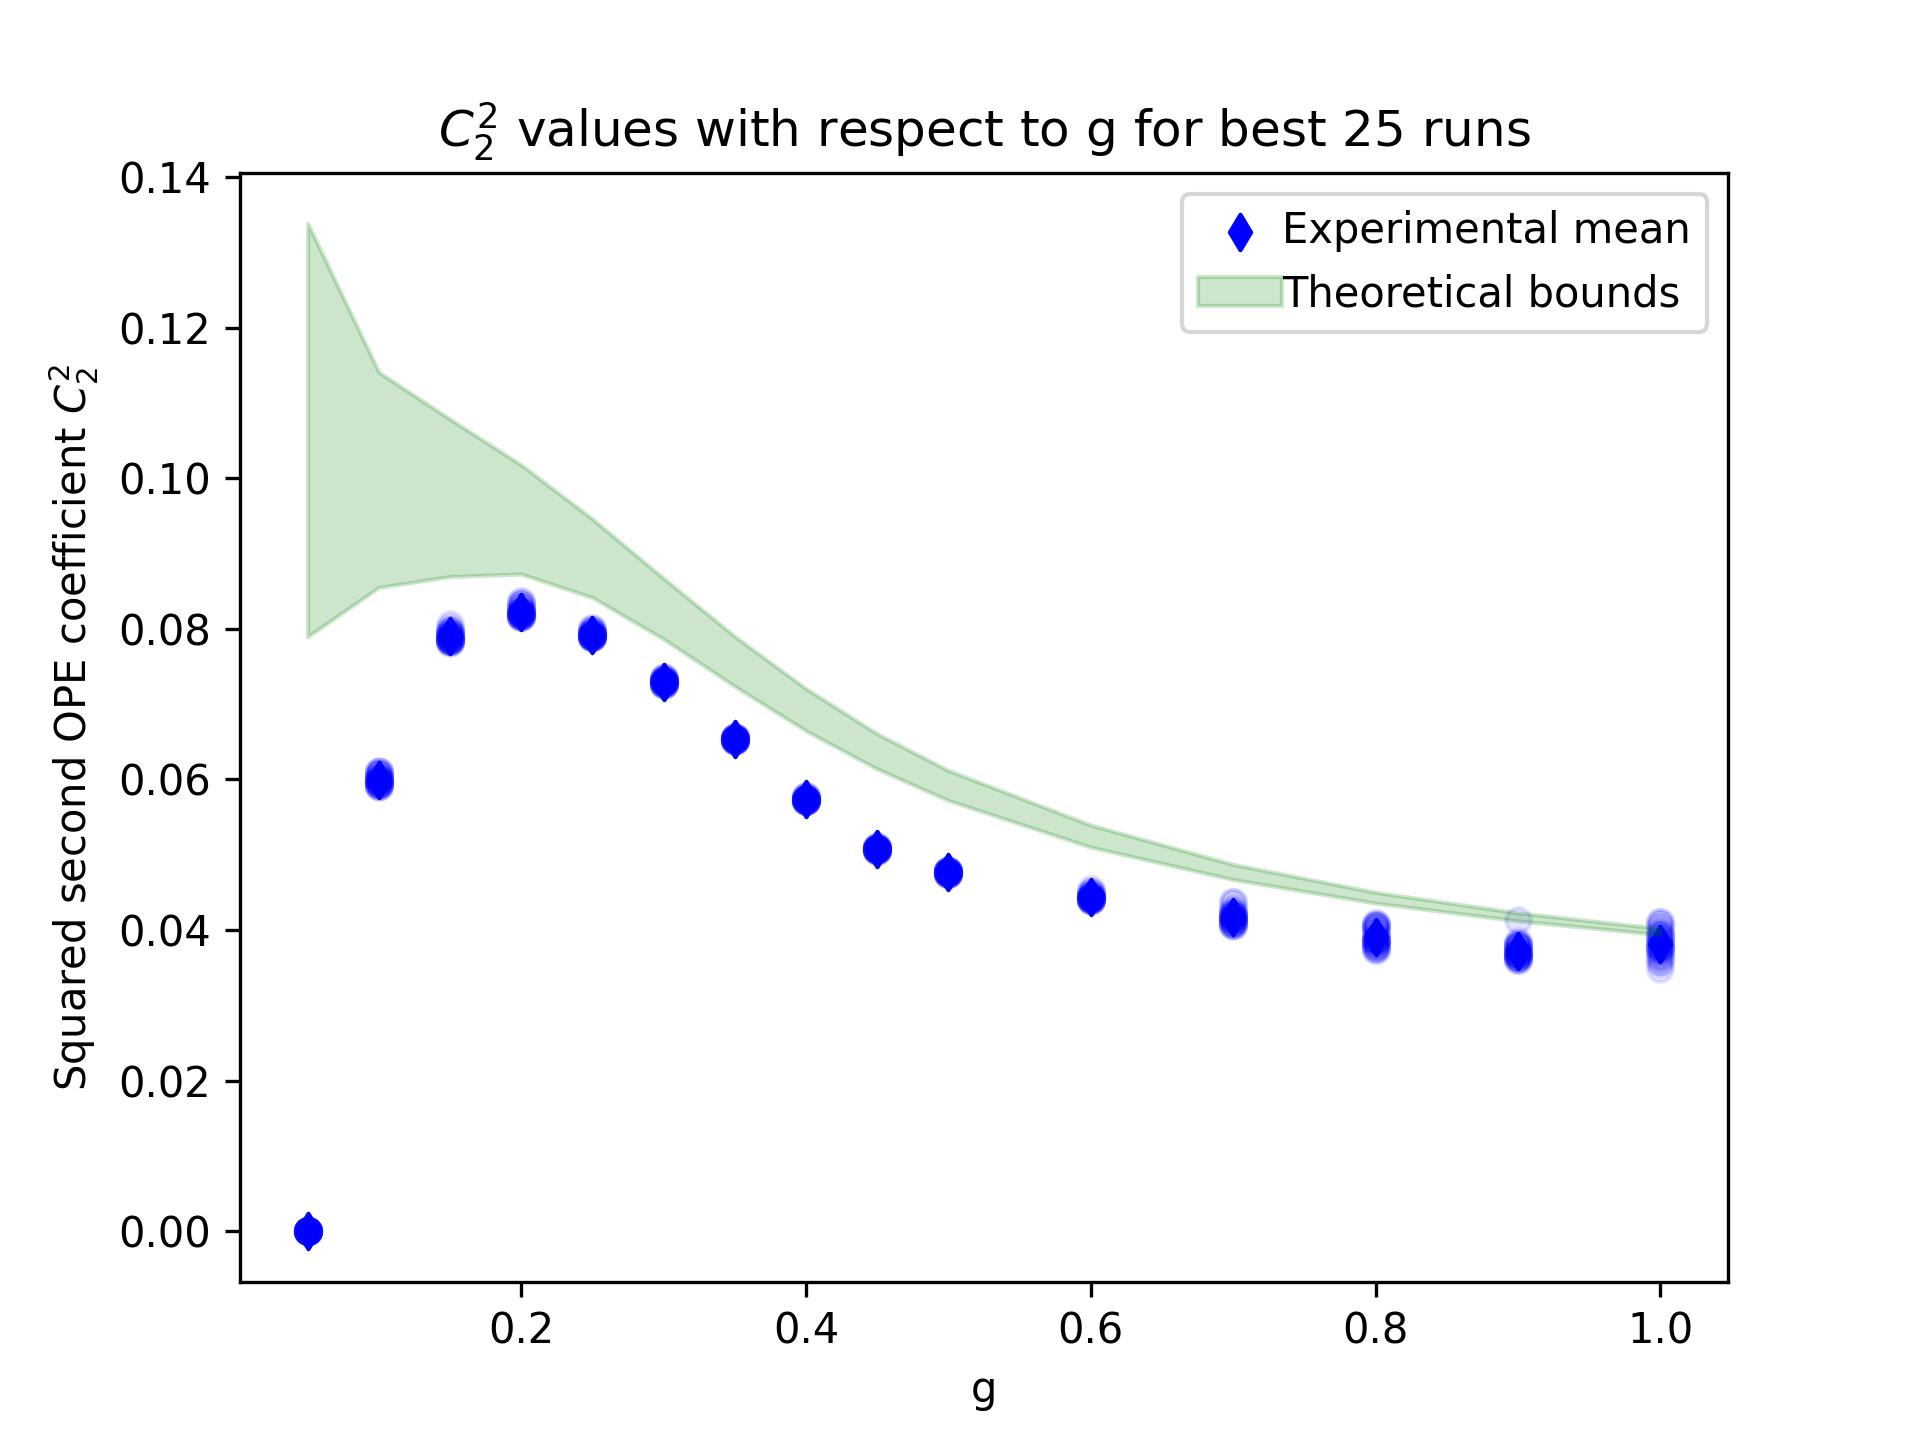 $C_2^2$ values with respect to g for best 25 runs
Experimental mean
Theoretical bounds
Squared second OPE coefficient $C_2^2$
0.14
0.12
0.10
0.08
0.06
0.04
0.02
0.00
0.2 0.4 0.6 0.8 1.0
g